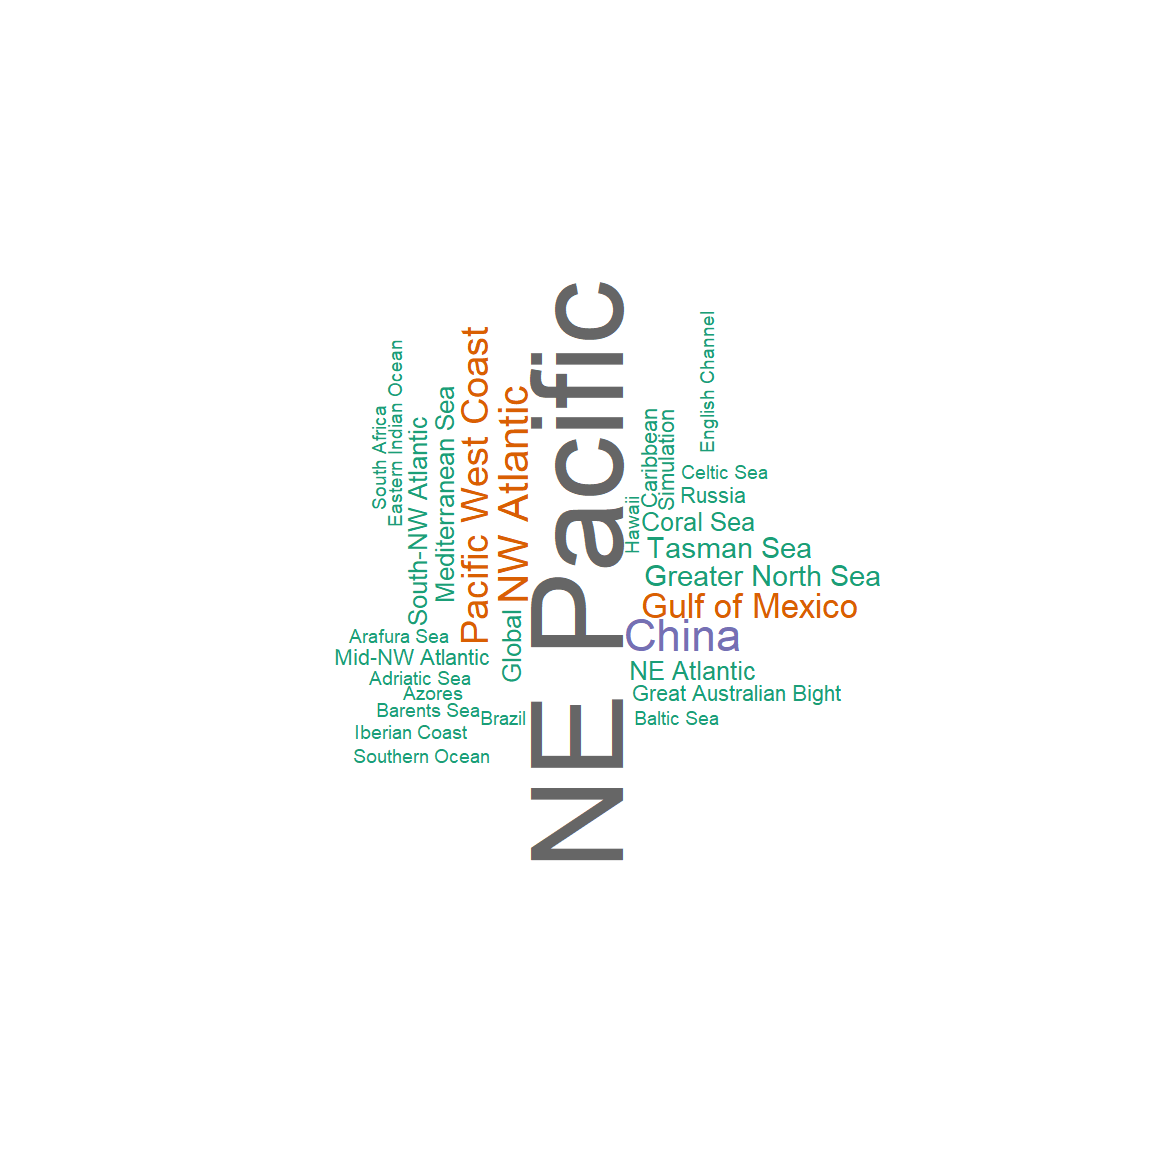 South Africa
Eastern Indian Ocean
South-NW Atlantic
Mediterranean Sea
Pacific West Coast
NW Atlantic
Global
NE Pacific
Hawaii
Caribbean
Simulation
English Channel
Celtic Sea
Russia
Coral Sea
Tasman Sea
Greater North Sea
Gulf of Mexico
China
NE Atlantic
Great Australian Bight
Baltic Sea
Arafura Sea
Mid-NW Atlantic
Adriatic Sea
Azores
Barents Sea
Brazil
Iberian Coast
Southern Ocean